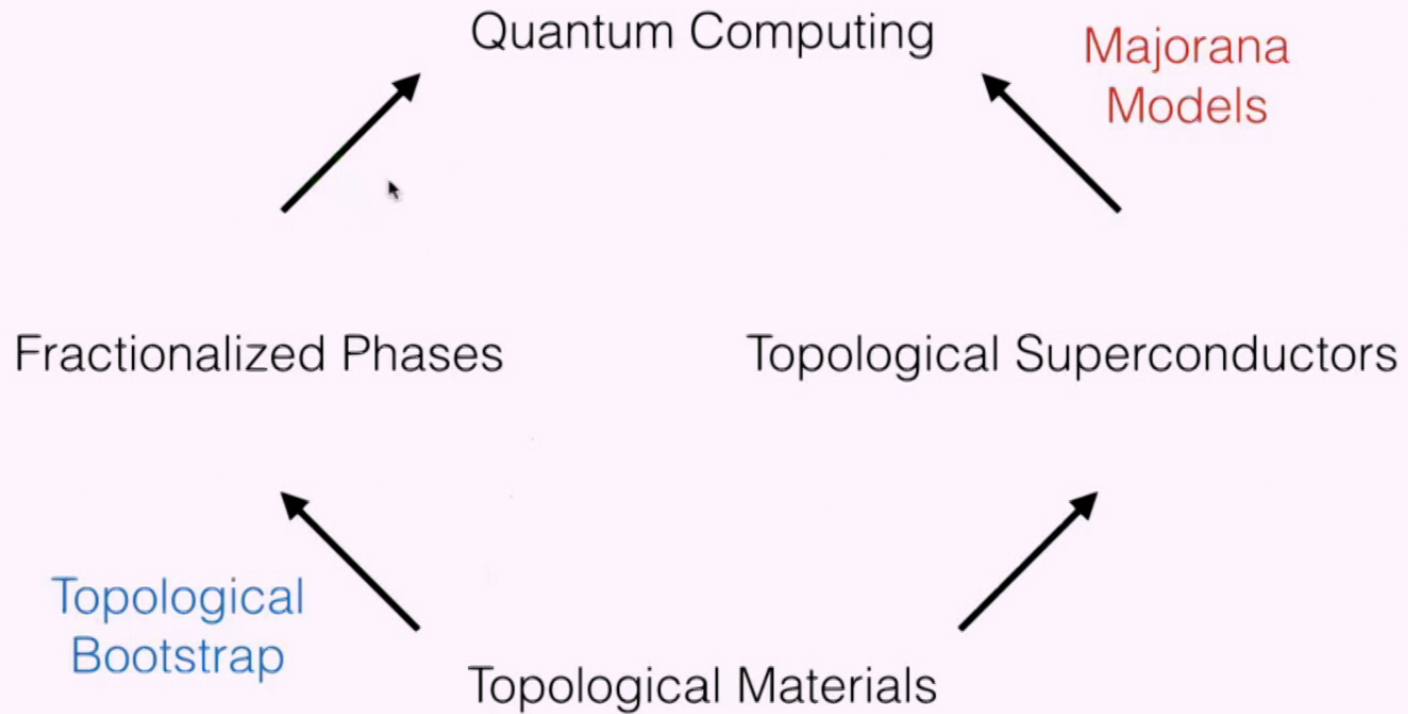 Quantum Computing
Majorana
Models
Fractionalized Phases
Topological Superconductors
Topological
Bootstrap
Topological Materials